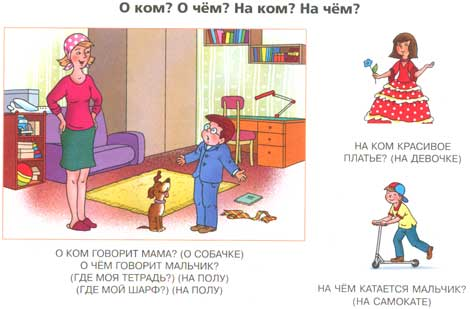 О ком? О чём? На ком? На чём?
НА КОМ КРАСИВОЕ
ПЛАТЬЕ? (НА ДЕВОЧКЕ)
О КОМ ГОВОРИТ МАМА? (О СОБАЧКЕ)
О ЧЁМ ГОВОРИТ МАЛЬЧИК?
(ГДЕ МОЯ ТЕТРАДЬ?) (НА ПОЛУ)
(ГДЕ МОЙ ШАРФ?) (НА ПОЛУ)
НА ЧЁМ КАТАЕТСЯ МАЛЬЧИК?
(НА САМОКАТЕ)